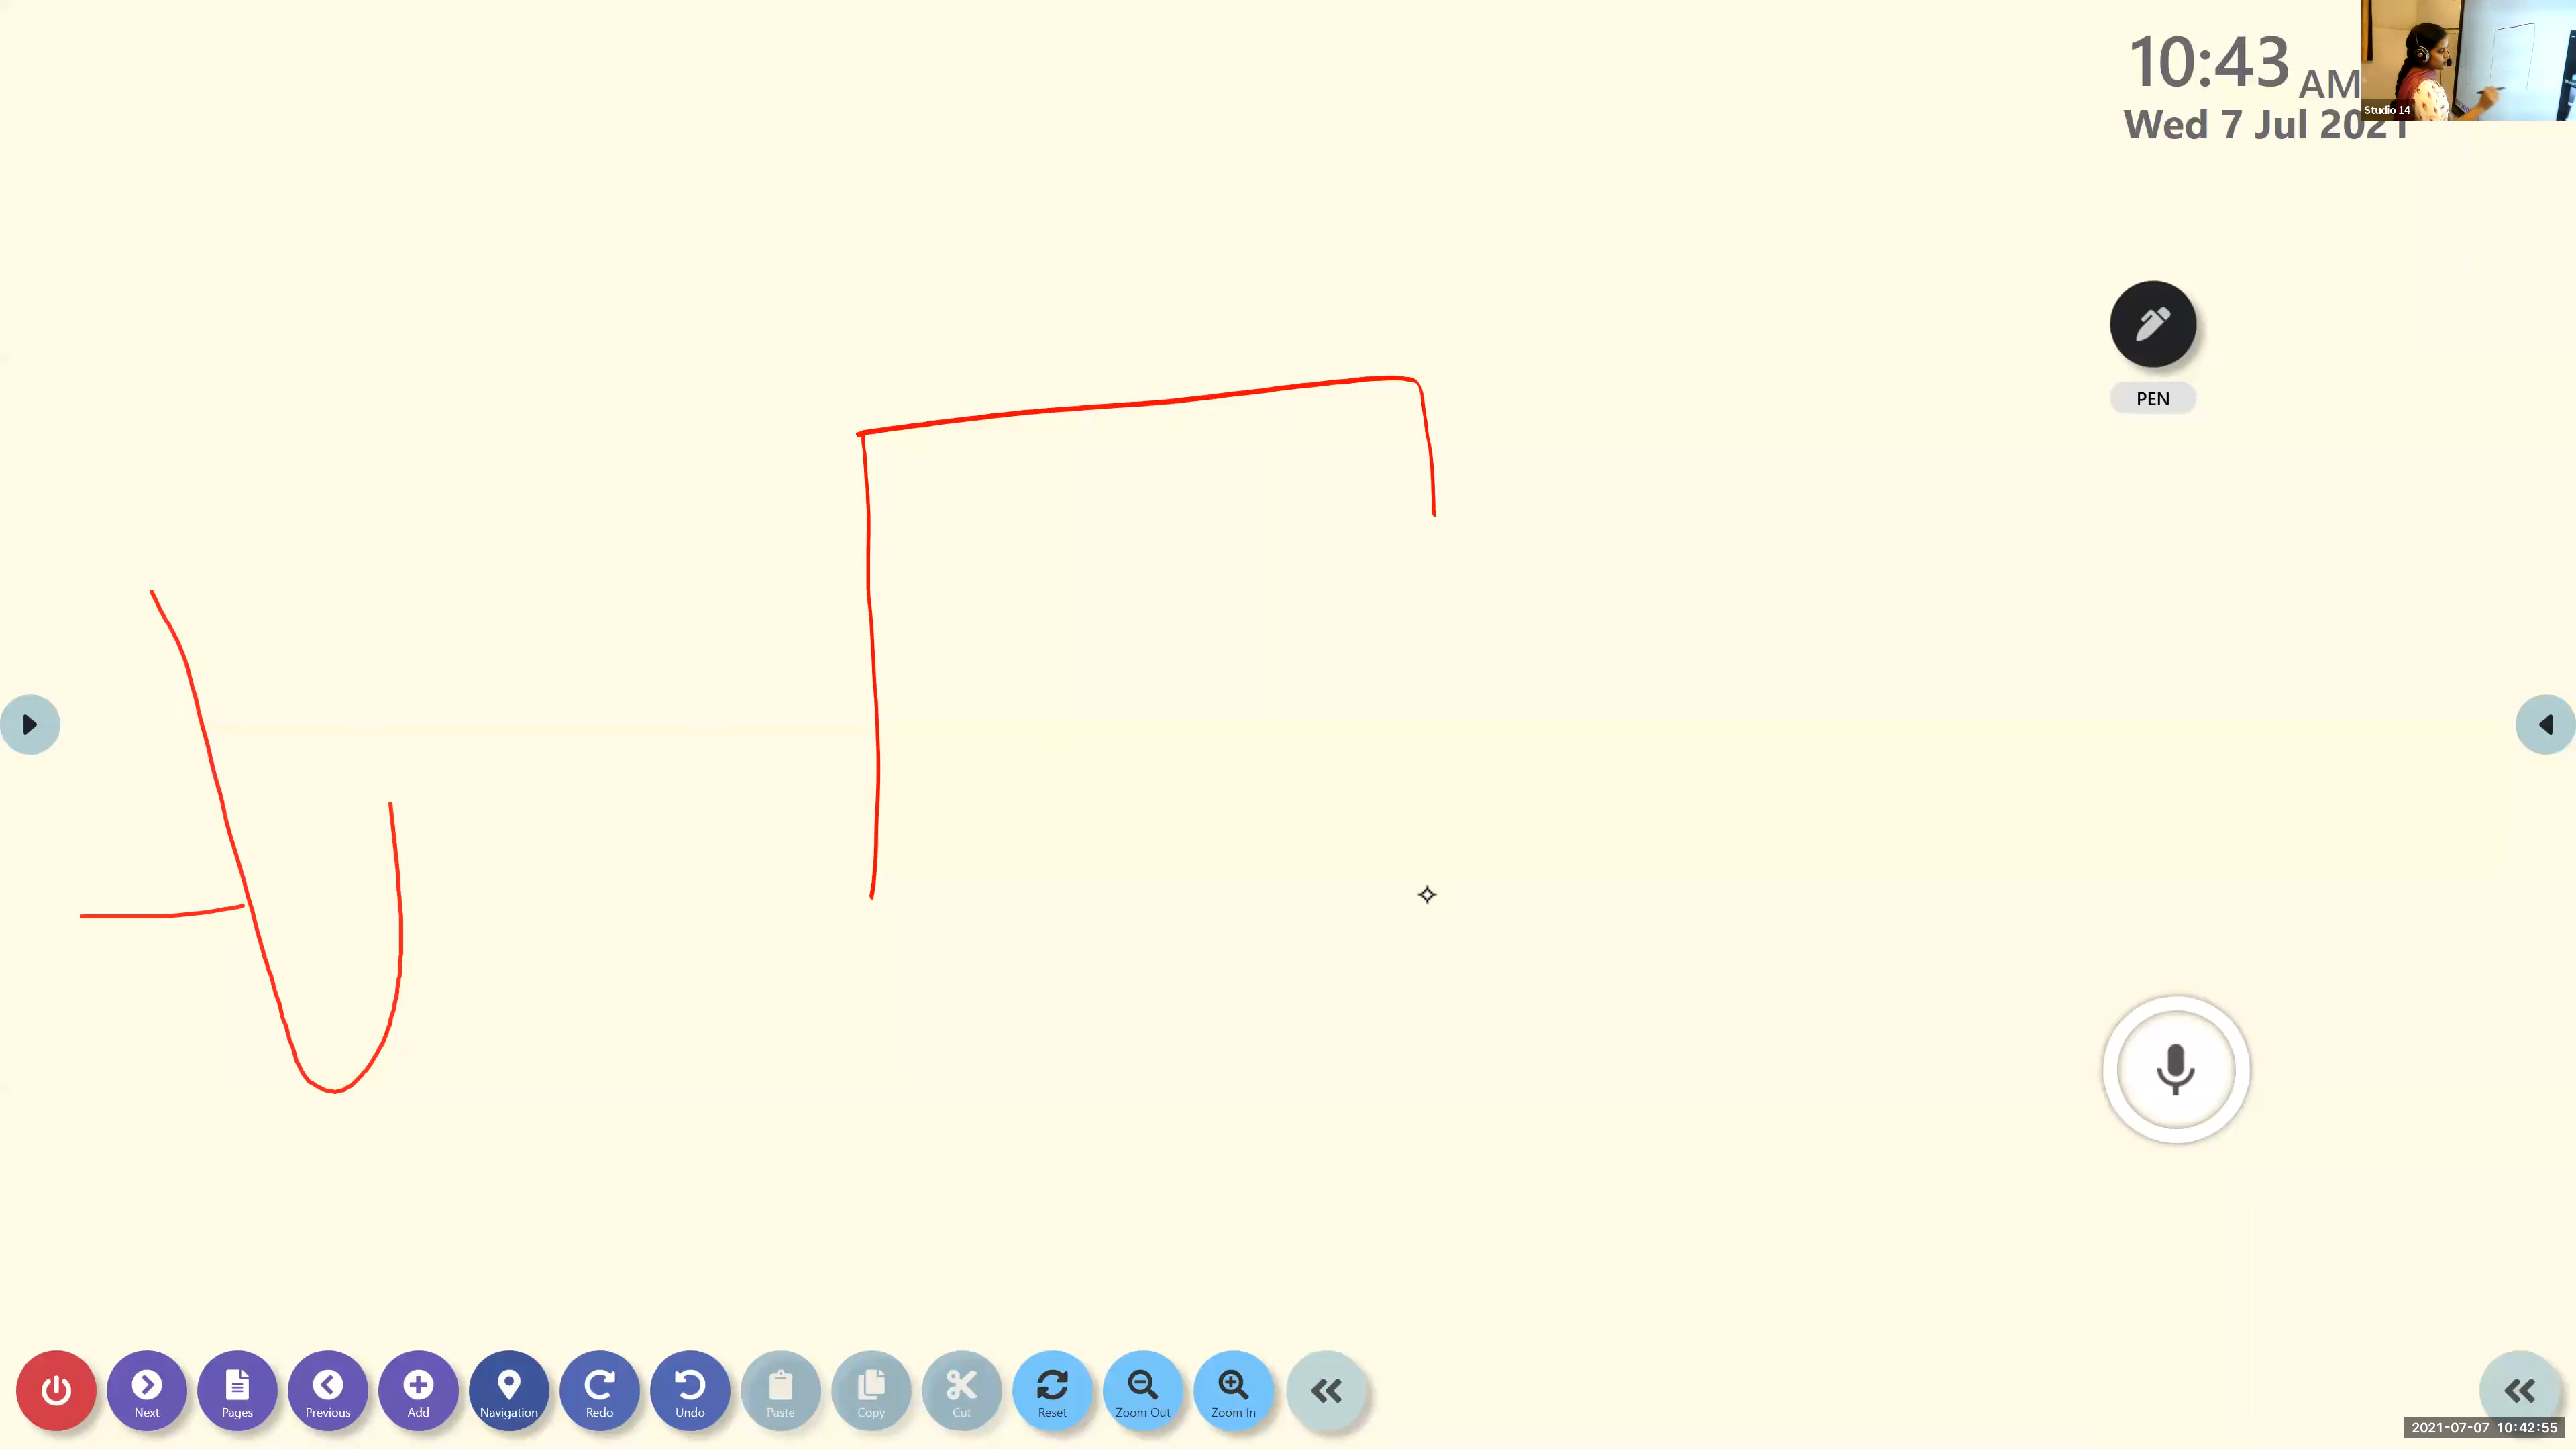 10:43 AM
Studio 14
Wed 7 Jul 2021
PEN
Next
Pages
Previous
Add
Navigation
Redo
Undo
Paste
Copy
Cut
Reset
Zoom Out
Zoom In
2021-07-07 10:42:55